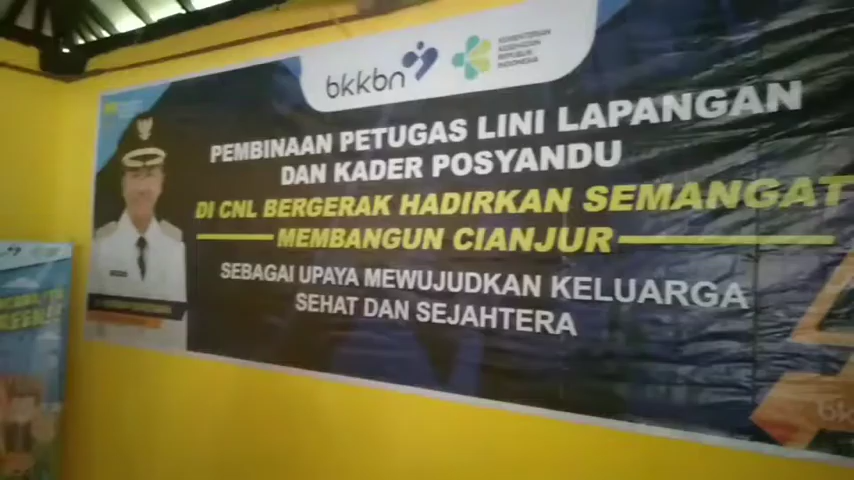 bkkbn
KEMENTERIAN
KESEHATAN
REPUBLIK
INDONESIA
PEMBINAAN PETUGAS LINI LAPANGAN
DAN KADER POSYANDU
DI CNL BERGERAK HADIRKAN SEMANGAT
MEMBANGUN CIANJUR
SEBAGAI UPAYA MEWUJUDKAN KELUARGA
SEHAT DAN SEJAHTERA